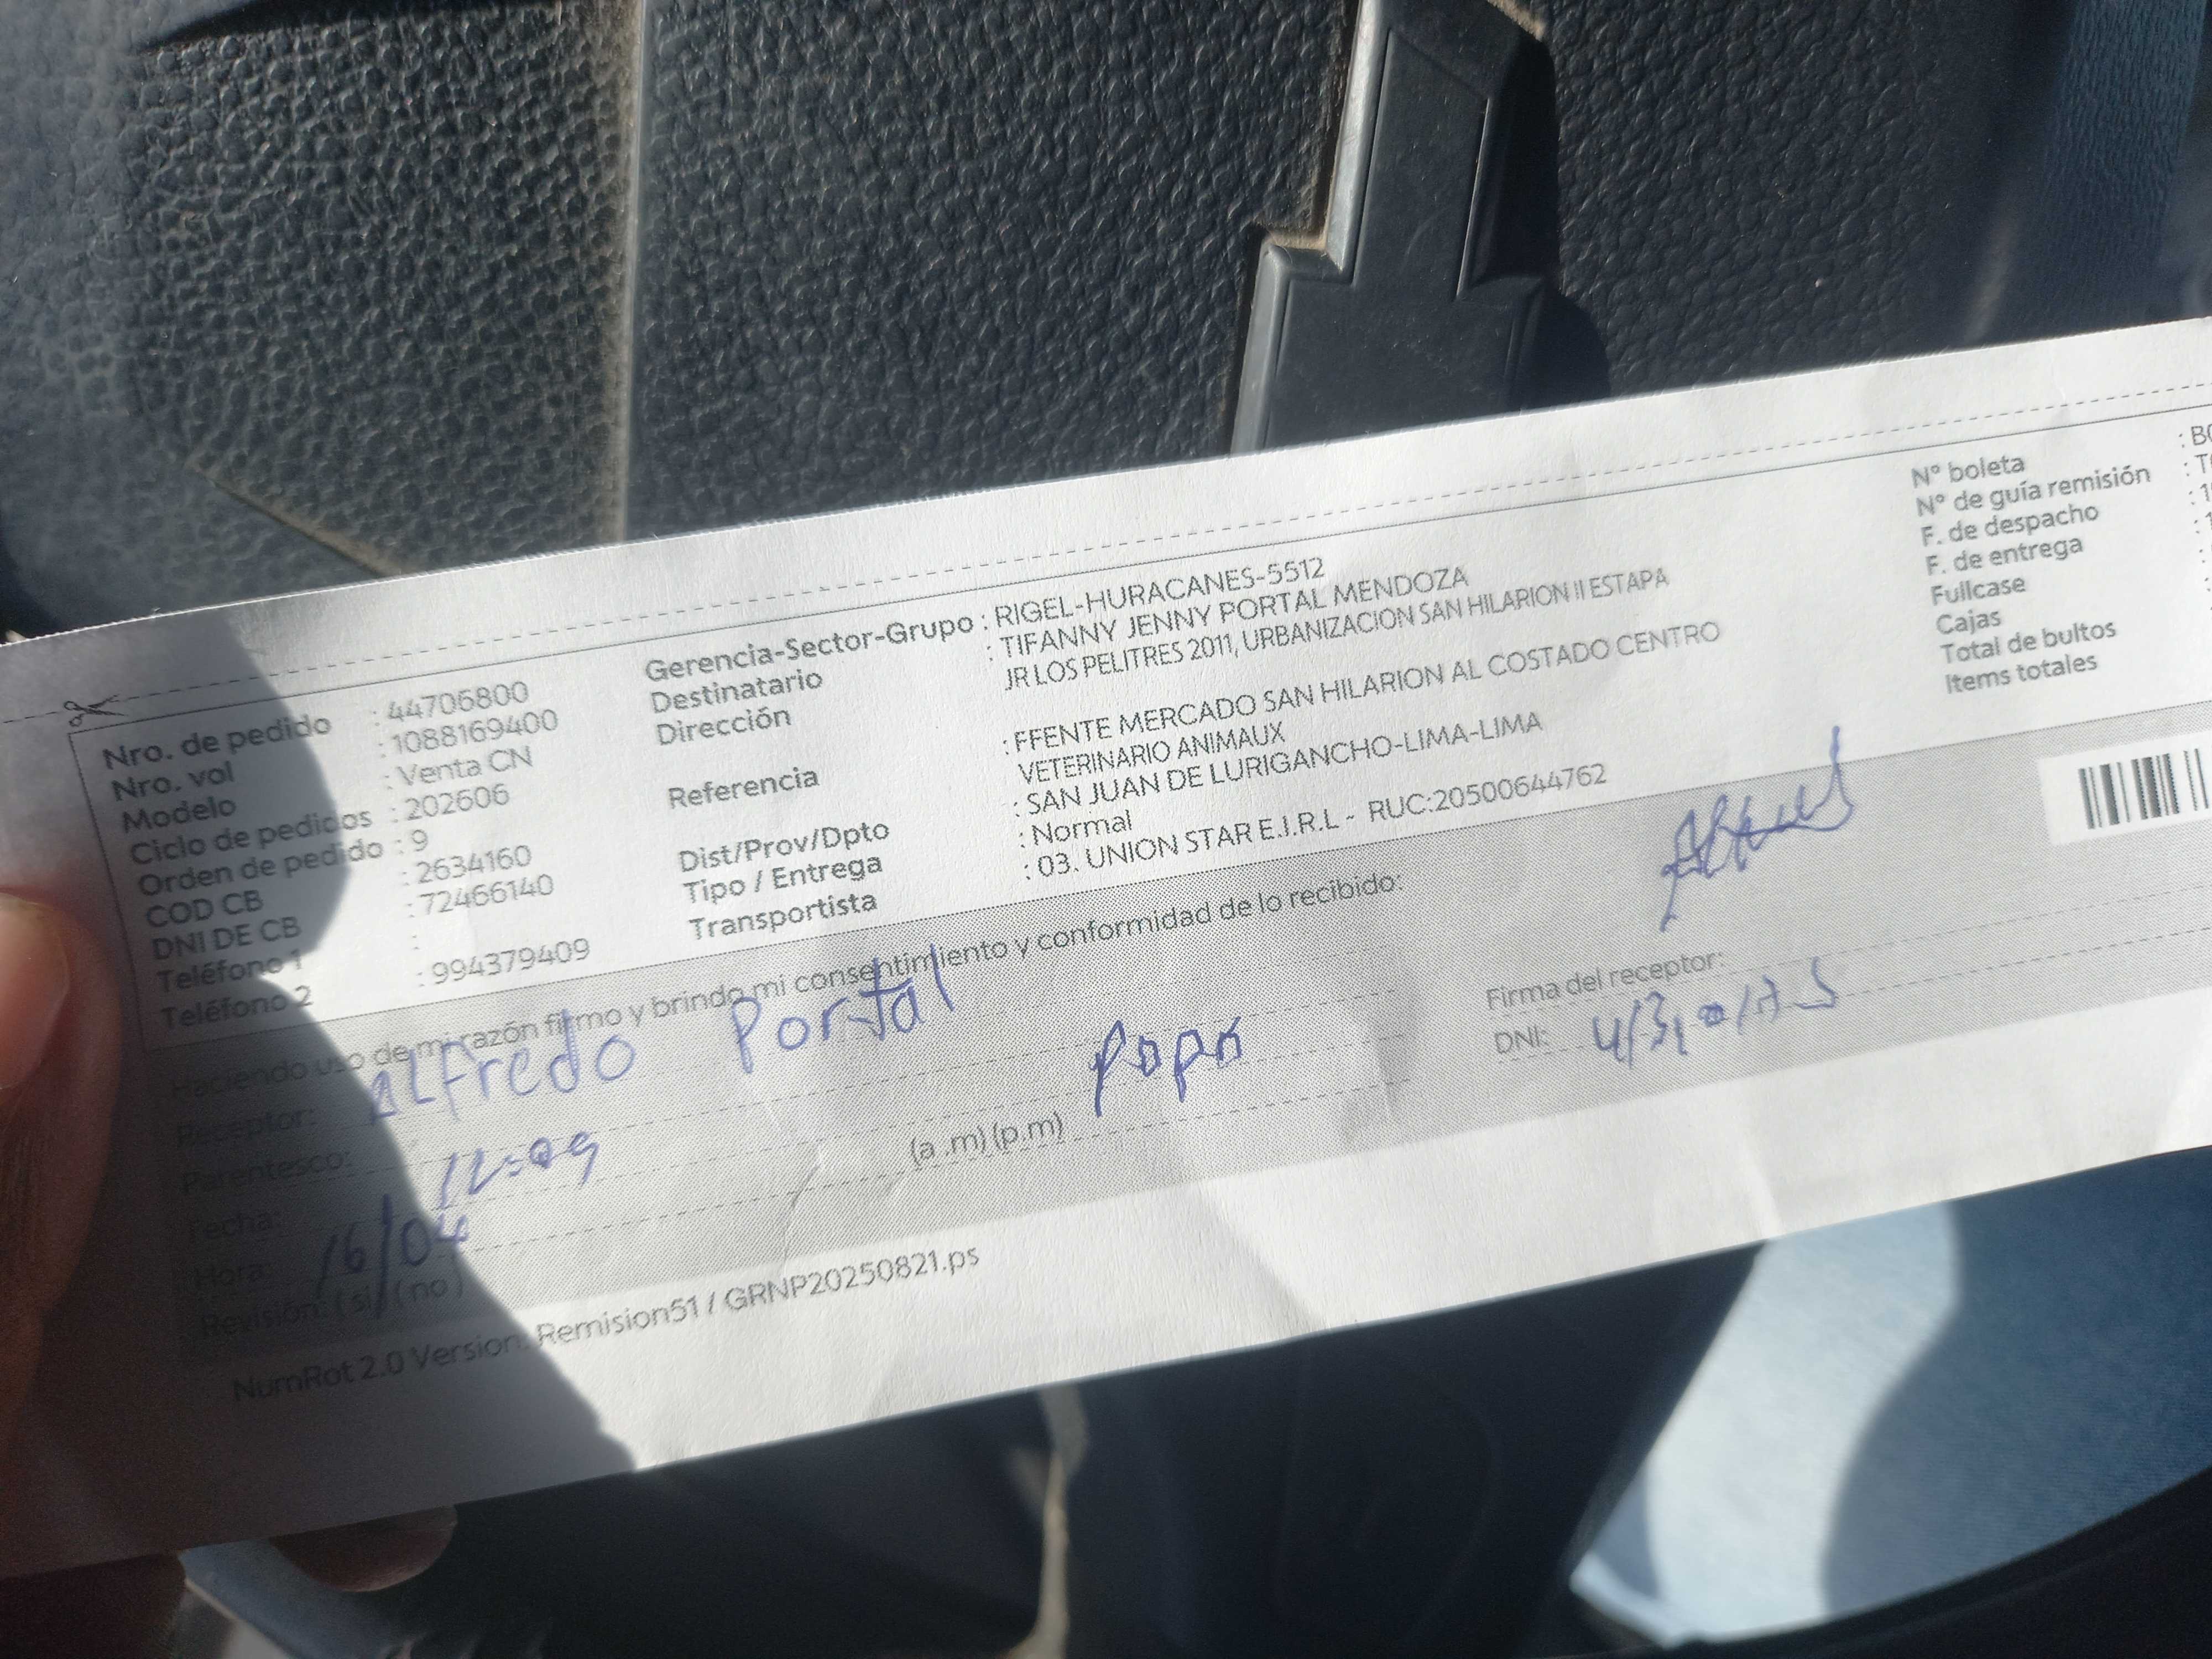 Nro. de pedido : 44706800
Nro. vol : 1088169400
Modelo : Venta CN
Ciclo de pedidos : 202606
Orden de pedido : 9
COD CB : 2634160
DNI DE CB : 72466140
Teléfono 1 :
Teléfono 2 : 994379409
Gerencia-Sector-Grupo : RIGEL-HURACANES-5512
Destinatario : TIFANNY JENNY PORTAL MENDOZA
Dirección JR LOS PELITRES 2011, URBANIZACION SAN HILARION II ESTAPA
Referencia : FFENTE MERCADO SAN HILARION AL COSTADO CENTRO
VETERINARIO ANIMAUX
Dist/Prov/Dpto : SAN JUAN DE LURIGANCHO-LIMA-LIMA
Tipo / Entrega : Normal
Transportista : 03. UNION STAR E.I.R.L - RUC:20500644762
N° boleta : B
N° de guía remisión : T
F. de despacho : 1
F. de entrega :
Fullcase :
Cajas
Total de bultos
Items totales
Haciendo uso de mi razón firmo y brindo mi consentimiento y conformidad de lo recibido:
Receptor: ALfredo Portal
Parentesco: papá
Fecha: 12:09
Hora: 16/04
(a .m) (p.m)
Revisión: ( si ) ( no )
Firma del receptor:
DNI:
NumRot 2.0 Version: Remision51 / GRNP20250821.ps